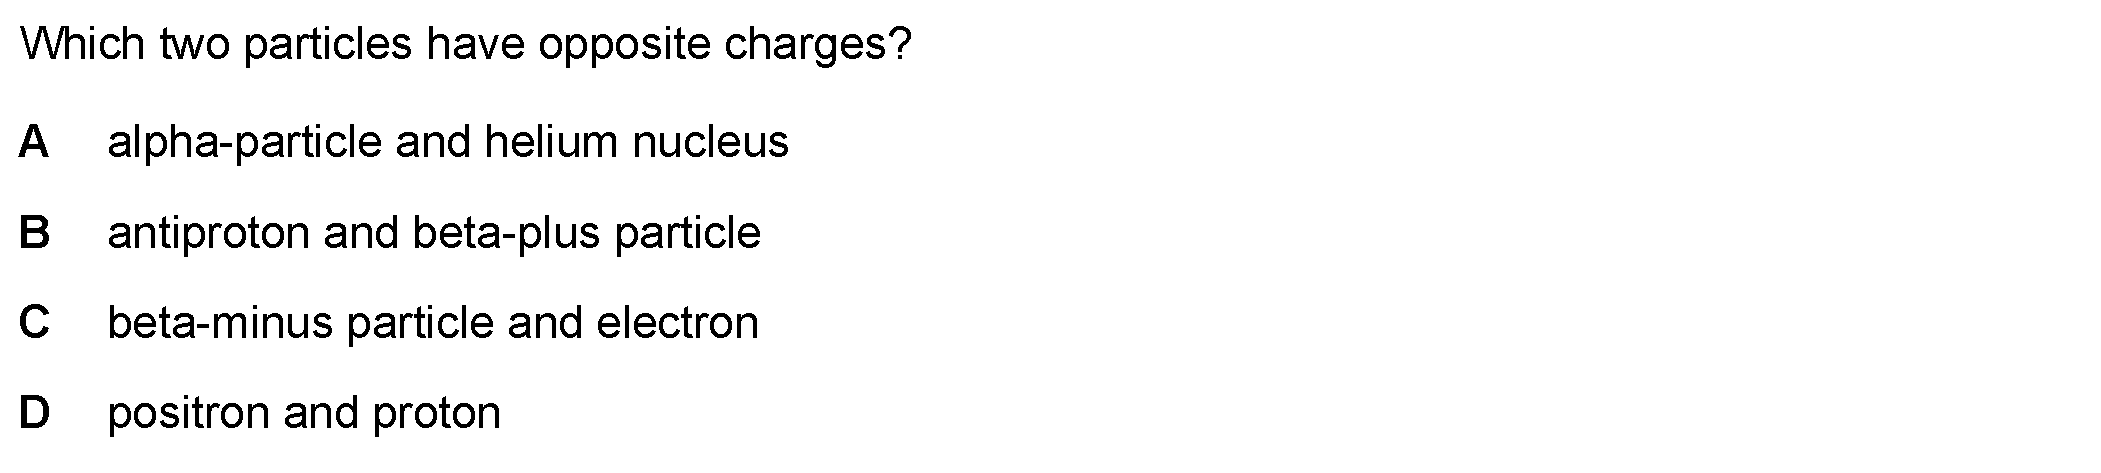 Which two particles have opposite charges?
A alpha-particle and helium nucleus
B antiproton and beta-plus particle
C beta-minus particle and electron
D positron and proton